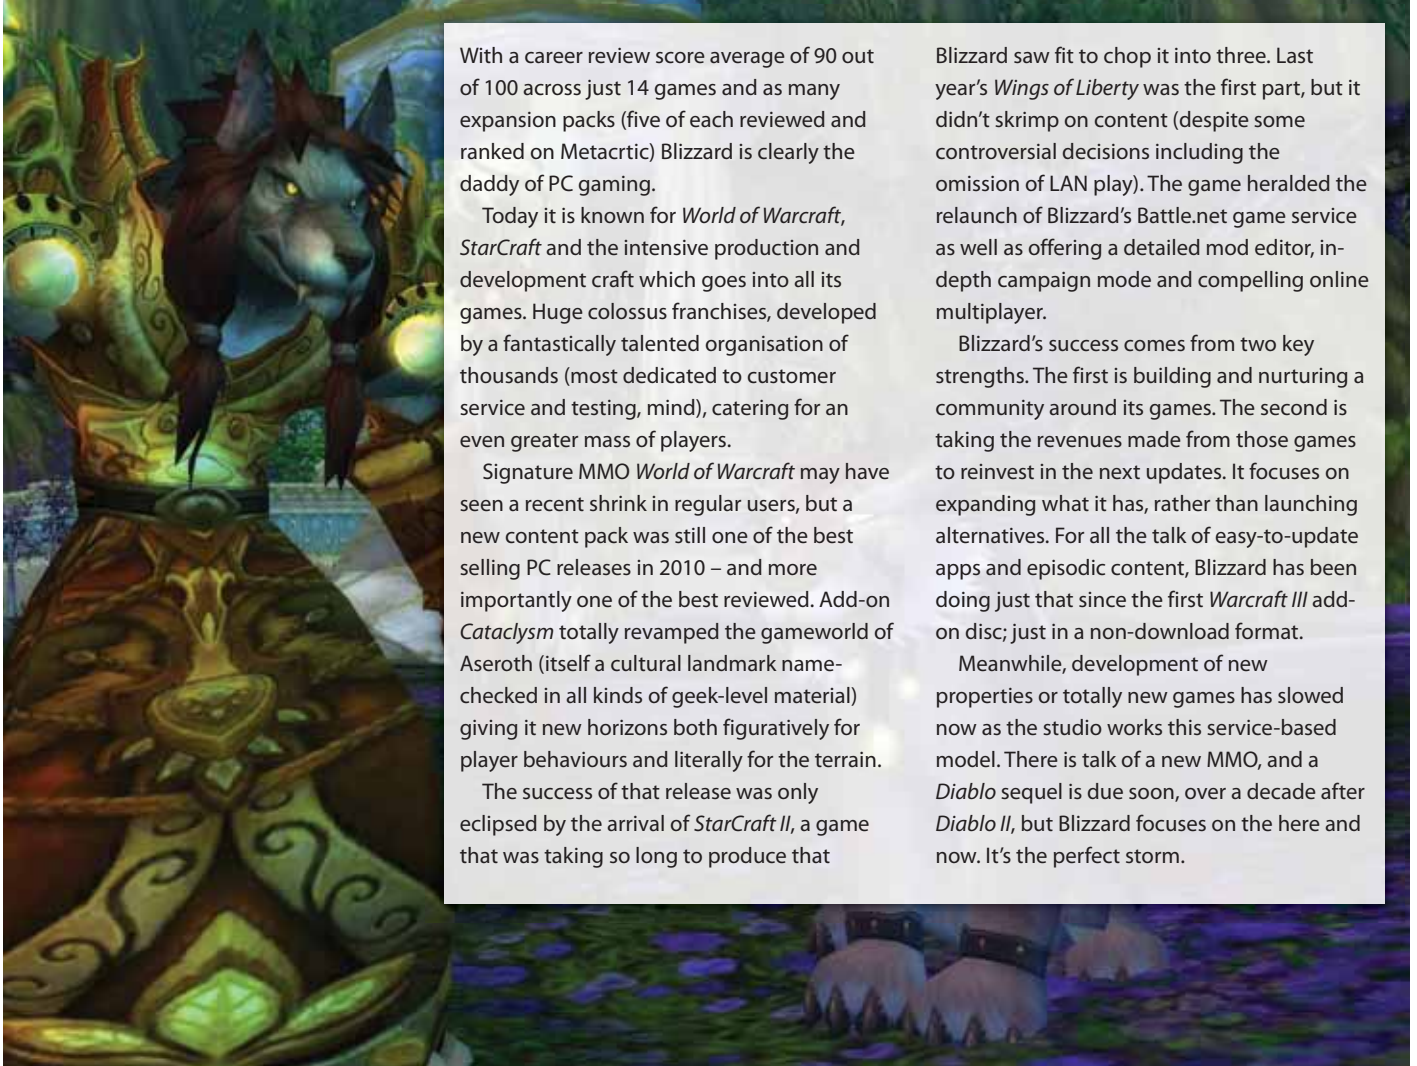 With a career review score average of 90 out
of 100 across just 14 games and as many
expansion packs (five of each reviewed and
ranked on Metacrtic) Blizzard is clearly the
daddy of PC gaming.
Today it is known for World of Warcraft,
StarCraft and the intensive production and
development craft which goes into all its
games. Huge colossus franchises, developed
by a fantastically talented organisation of
thousands (most dedicated to customer
service and testing, mind), catering for an
even greater mass of players.
Signature MMO World of Warcraft may have
seen a recent shrink in regular users, but a
new content pack was still one of the best
selling PC releases in 2010 – and more
importantly one of the best reviewed. Add-on
Cataclysm totally revamped the gameworld of
Aseroth (itself a cultural landmark name-
checked in all kinds of geek-level material)
giving it new horizons both figuratively for
player behaviours and literally for the terrain.
The success of that release was only
eclipsed by the arrival of StarCraft II, a game
that was taking so long to produce that
Blizzard saw fit to chop it into three. Last
year’s Wings of Liberty was the first part, but it
didn’t skrimp on content (despite some
controversial decisions including the
omission of LAN play). The game heralded the
relaunch of Blizzard’s Battle.net game service
as well as offering a detailed mod editor, in-
depth campaign mode and compelling online
multiplayer.
Blizzard’s success comes from two key
strengths. The first is building and nurturing a
community around its games. The second is
taking the revenues made from those games
to reinvest in the next updates. It focuses on
expanding what it has, rather than launching
alternatives. For all the talk of easy-to-update
apps and episodic content, Blizzard has been
doing just that since the first Warcraft III add-
on disc; just in a non-download format.
Meanwhile, development of new
properties or totally new games has slowed
now as the studio works this service-based
model. There is talk of a new MMO, and a
Diablo sequel is due soon, over a decade after
Diablo II, but Blizzard focuses on the here and
now. It’s the perfect storm.